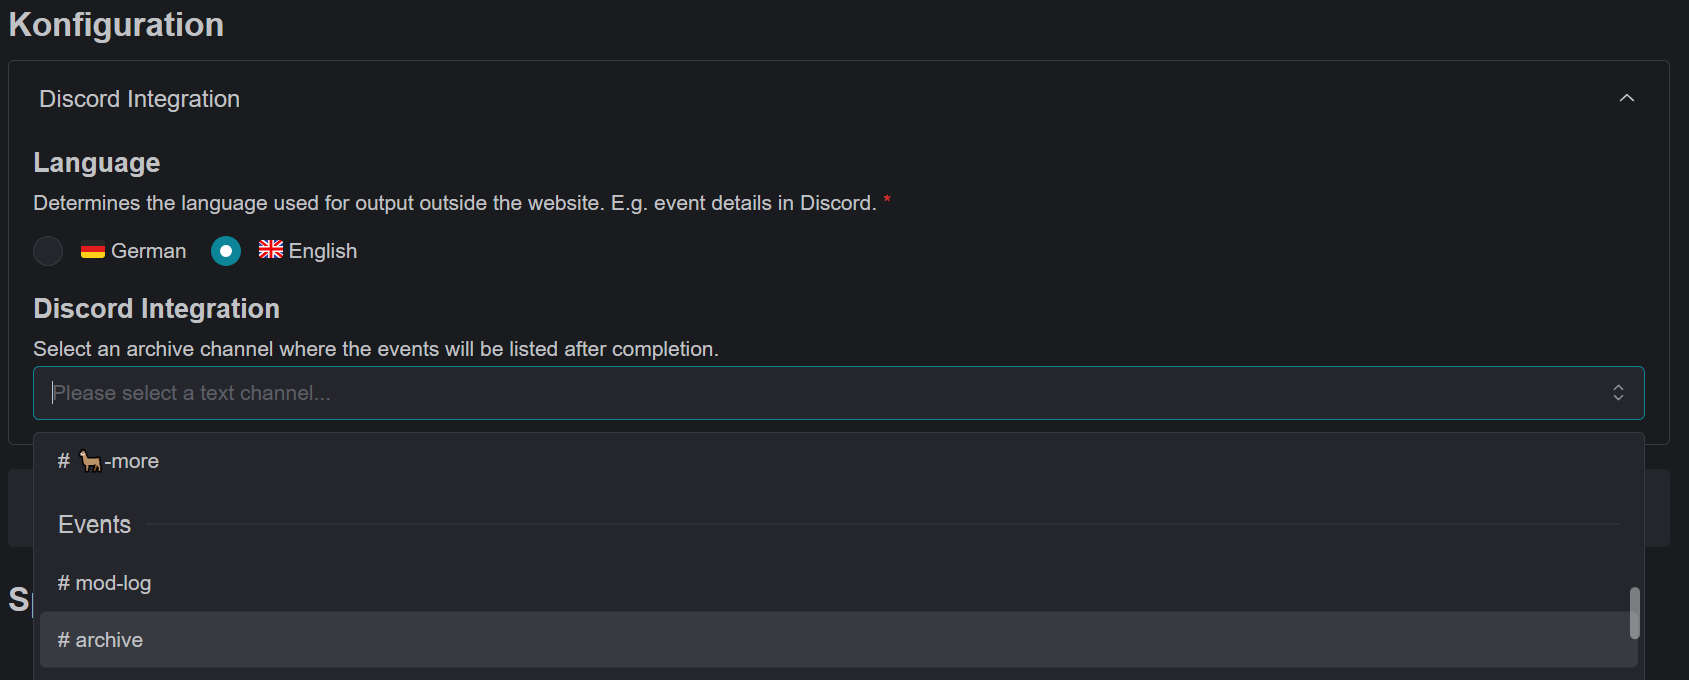 Konfiguration
Discord Integration
Language
Determines the language used for output outside the website. E.g. event details in Discord. *
German English
Discord Integration
Select an archive channel where the events will be listed after completion.
Please select a text channel...
# 🐕-more
Events
# mod-log
# archive